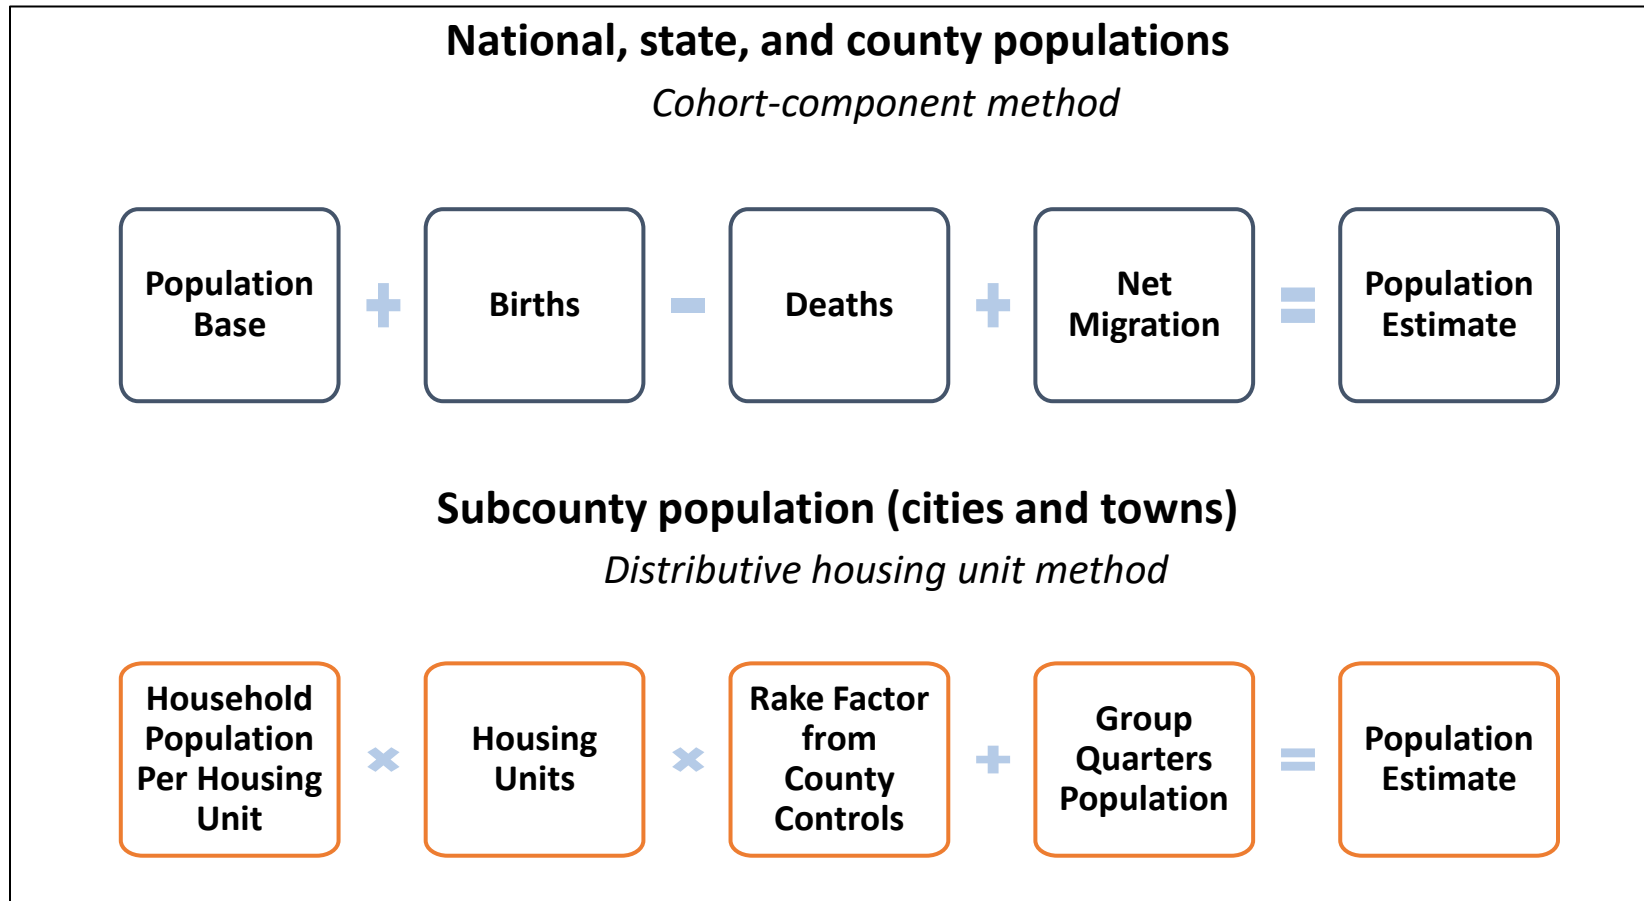 National, state, and county populations
Cohort-component method
Population
Base
+
Births
-
Deaths
+
Net
Migration
=
Population
Estimate
Subcounty population (cities and towns)
Distributive housing unit method
Household
Population
Per Housing
Unit
×
Housing
Units
×
Rake Factor
from
County
Controls
+
Group
Quarters
Population
=
Population
Estimate